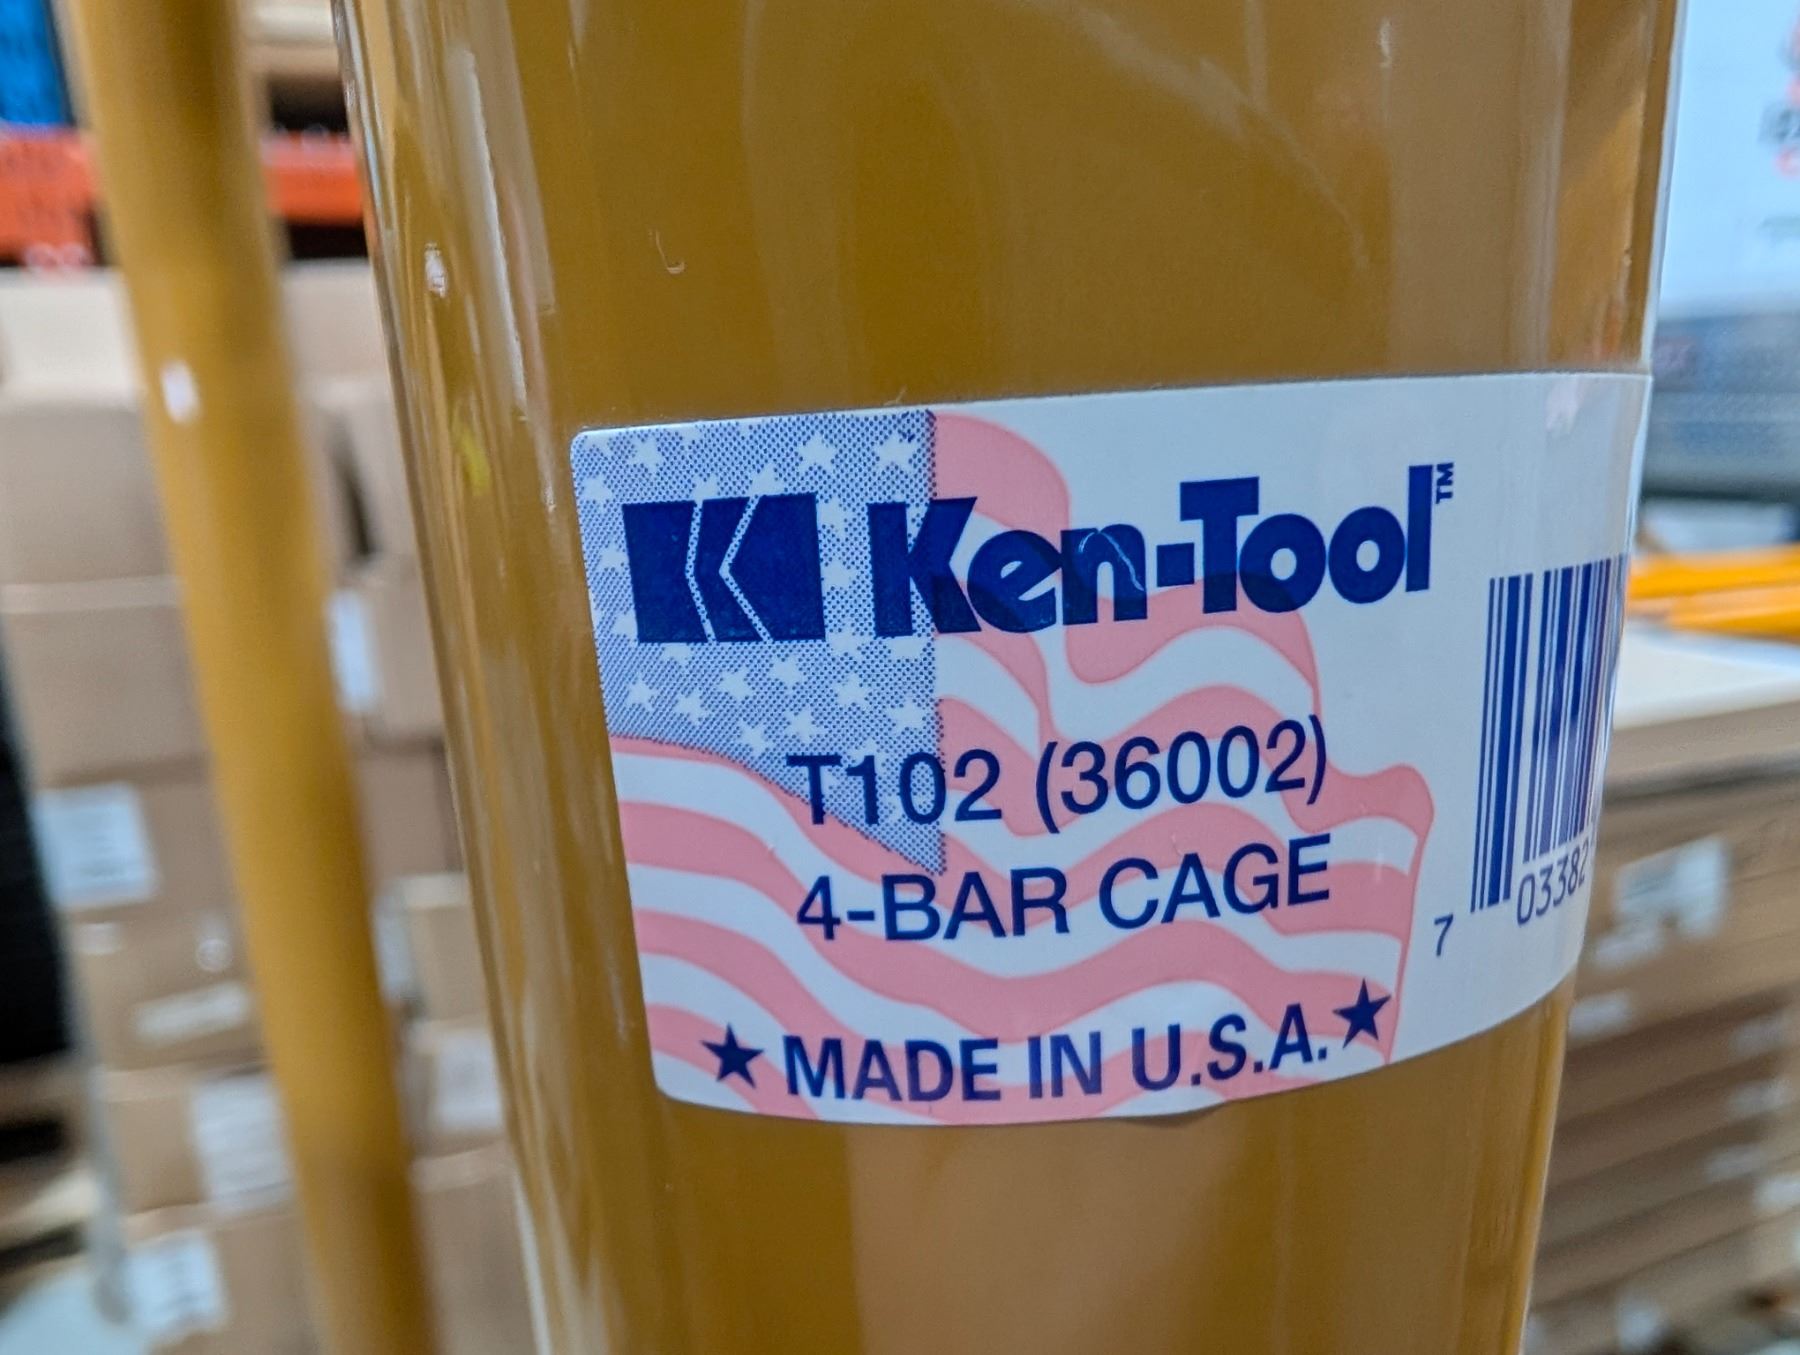 Ken-Tool™
T102 (36002)
4-BAR CAGE
★ MADE IN U.S.A. ★
7 03382